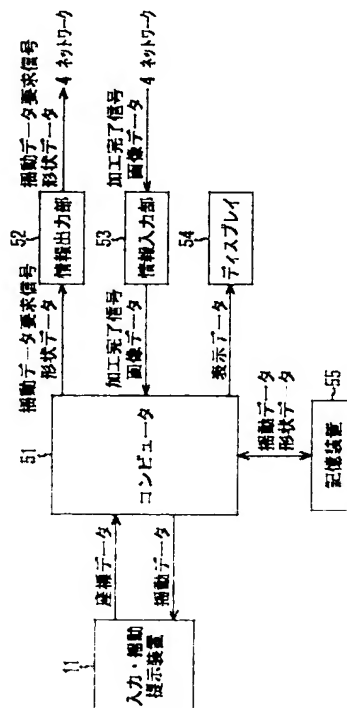 11
入力・摺動
提示装置
座標データ
摺動データ
51
コンピュータ
摺動データ要求信号
形状データ
52
情報出力部
摺動データ要求信号
形状データ
4 ネットワーク
加工完了信号
画像データ
53
情報入力部
加工完了信号
画像データ
4 ネットワーク
表示データ
54
ディスプレイ
摺動データ
形状データ
55
記憶装置